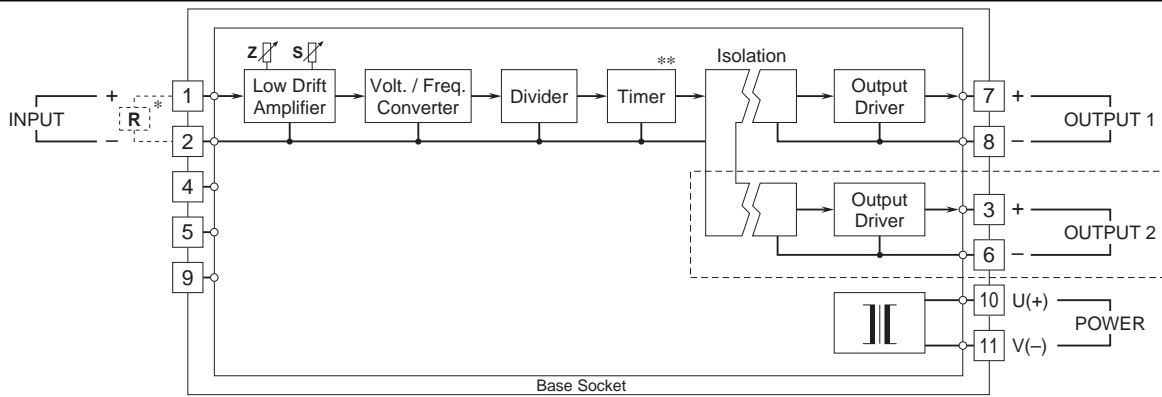 Isolation
Z
S
**
Low Drift
Amplifier
Volt. / Freq.
Converter
Divider
Timer
Output
Driver
INPUT
+
–
R
*
1
2
4
5
9
7
+
8
–
OUTPUT 1
Output
Driver
3
+
6
–
OUTPUT 2
10
U(+)
11
V(–)
POWER
Base Socket